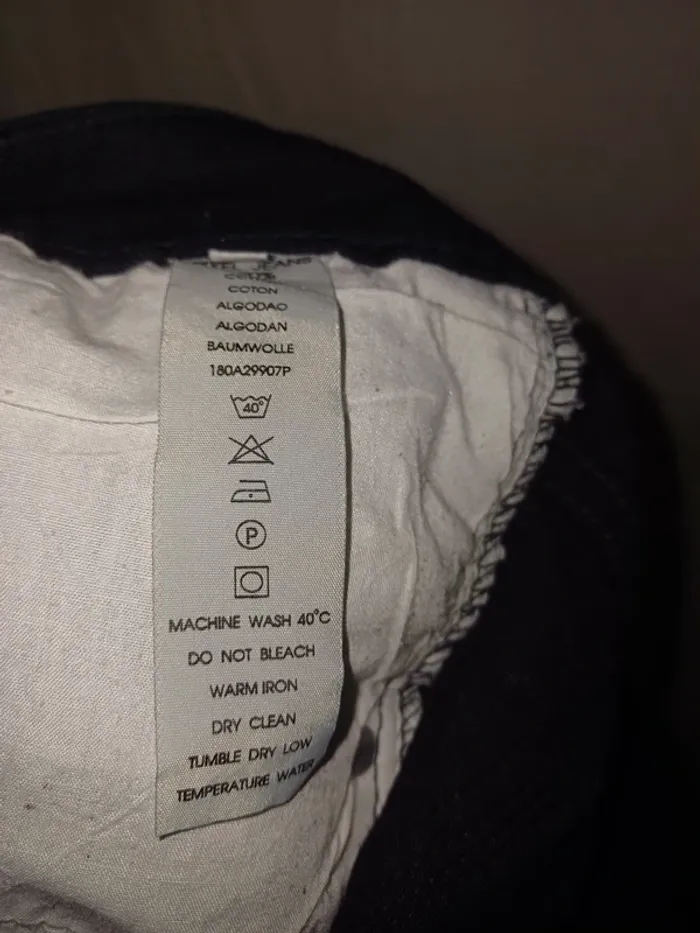 JEANS
COTON
ALGODAO
ALGODAN
BAUMWOLLE
180A29907P
40°
P
MACHINE WASH 40°C
DO NOT BLEACH
WARM IRON
DRY CLEAN
TUMBLE DRY LOW
TEMPERATURE WATER